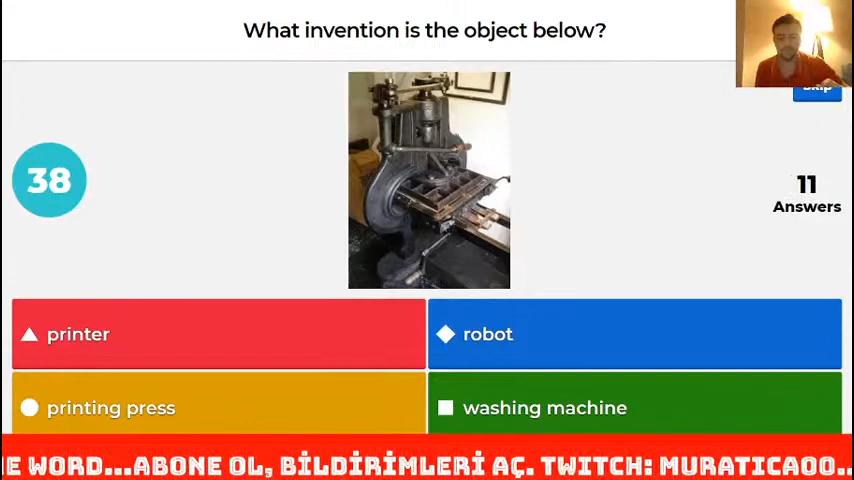 What invention is the object below?
Skip
38
11
Answers
printer
robot
printing press
washing machine
E WORD...ABONE OL, BİLDİRİMLERİ AÇ. TWITCH: MURATICA00..